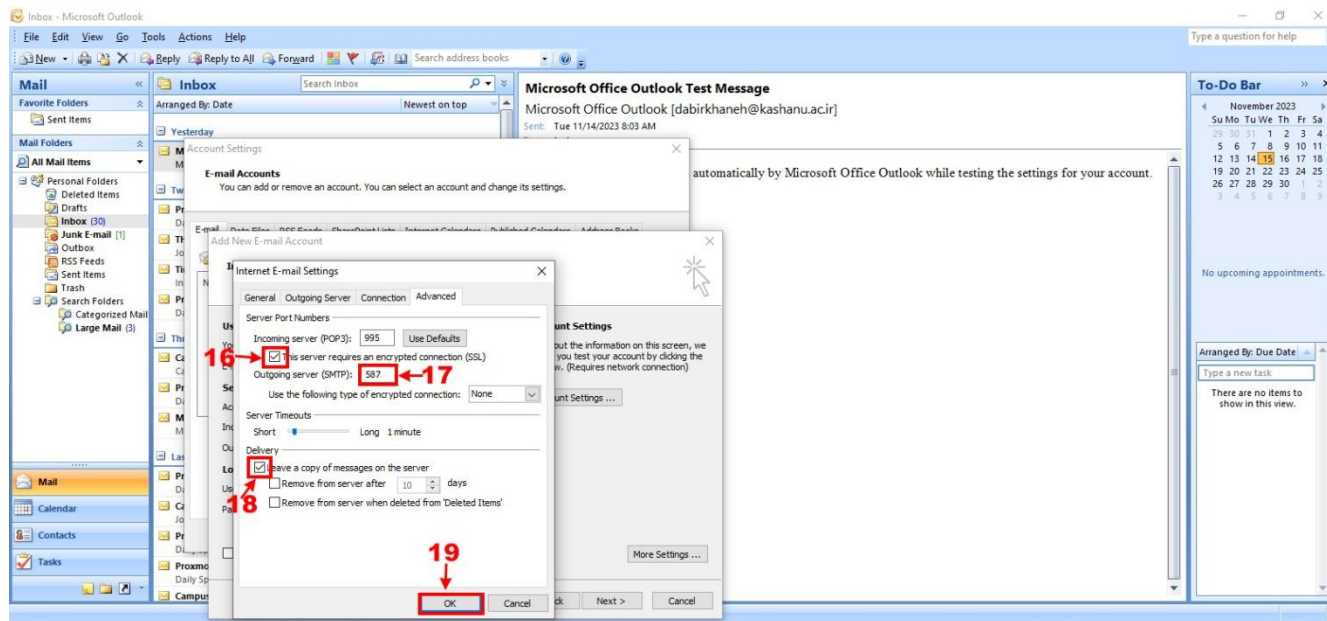 Inbox - Microsoft Outlook
File Edit View Go Tools Actions Help
Type a question for help
New Reply Reply to All Forward Search address books
Mail
Favorite Folders
Sent Items
Mail Folders
All Mail Items
Personal Folders
Deleted Items
Drafts
Inbox (30)
Junk E-mail [1]
Outbox
RSS Feeds
Sent Items
Trash
Search Folders
Categorized Mail
Large Mail (3)
Mail
Calendar
Contacts
Tasks
Inbox
Search Inbox
Arranged By: Date Newest on top
Yesterday
Proxmo
Daily Sp
Campus
Microsoft Office Outlook Test Message
Microsoft Office Outlook [dabirkhaneh@kashanu.ac.ir]
Sent: Tue 11/14/2023 8:03 AM
automatically by Microsoft Office Outlook while testing the settings for your account.
Account Settings
E-mail Accounts
You can add or remove an account. You can select an account and change its settings.
Add New E-mail Account
unt Settings
out the information on this screen, we
you test your account by clicking the
w. (Requires network connection)
unt Settings ...
More Settings ...
ck Next > Cancel
Internet E-mail Settings
General Outgoing Server Connection Advanced
Server Port Numbers
Incoming server (POP3): 995 Use Defaults
16 This server requires an encrypted connection (SSL)
Outgoing server (SMTP): 587 17
Use the following type of encrypted connection: None
Server Timeouts
Short Long 1 minute
Delivery
Leave a copy of messages on the server
Remove from server after 10 days
18 Remove from server when deleted from 'Deleted Items'
19
OK Cancel
To-Do Bar
November 2023
Su Mo Tu We Th Fr Sa
29 30 31 1 2 3 4
5 6 7 8 9 10 11
12 13 14 15 16 17 18
19 20 21 22 23 24 25
26 27 28 29 30 1 2
3 4 5 6 7 8 9
No upcoming appointments.
Arranged By: Due Date
Type a new task
There are no items to
show in this view.